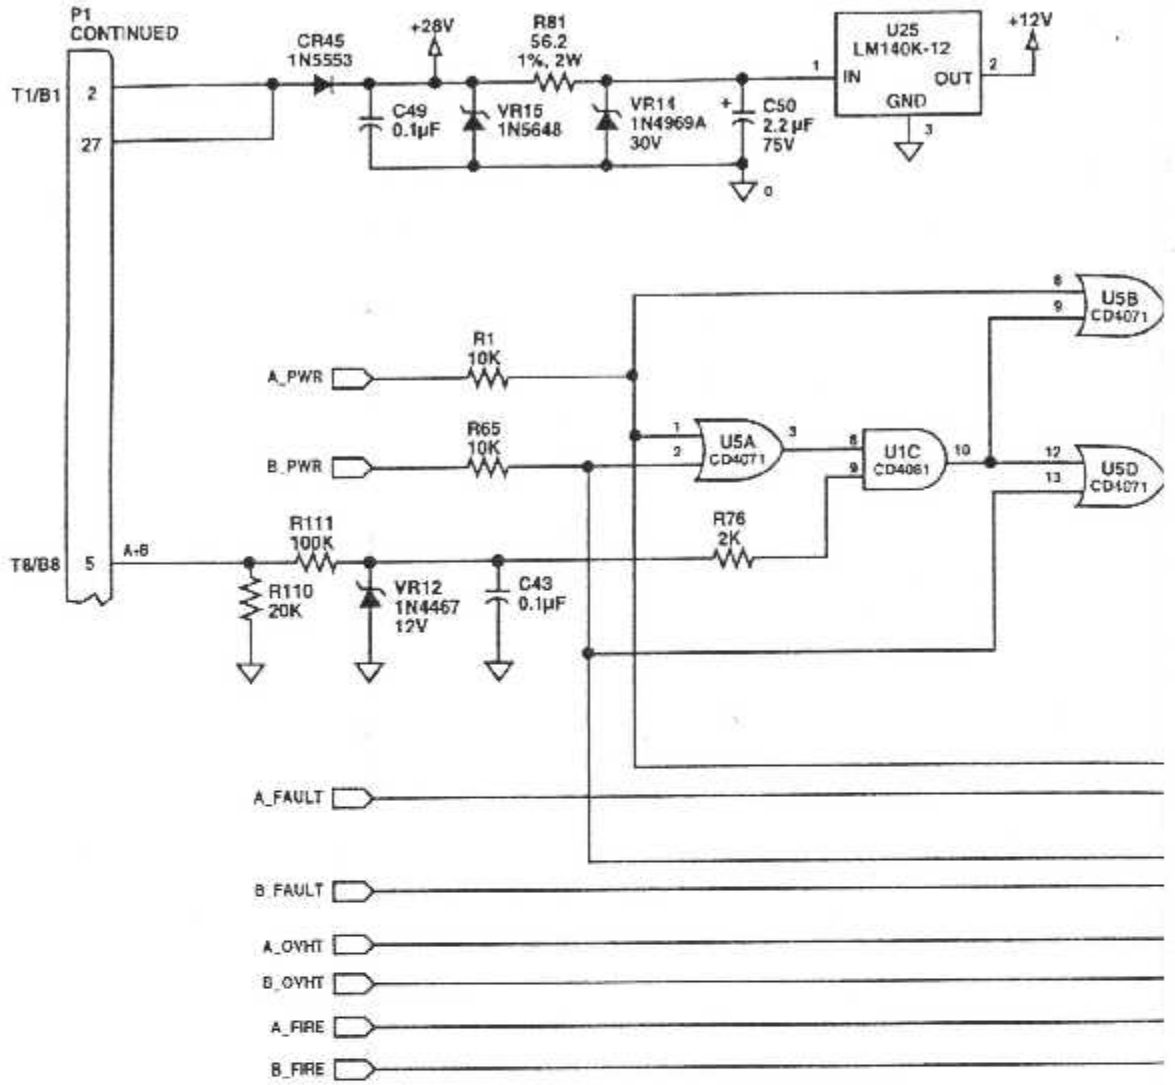 P1
CONTINUED
T1/B1
2
27
CR45
1N5553
+28V
C49
0.1µF
VR15
1N5648
R81
56.2
1%, 2W
VR14
1N4969A
30V
+
C50
2.2 µF
75V
0
1
U25
LM140K-12
IN
OUT
GND
2
3
+12V
A_PWR
R1
10K
B_PWR
R65
10K
1
2
U5A
CD4071
3
8
9
U1C
CD4081
10
8
9
U5B
CD4071
12
13
U5D
CD4071
T8/B8
5
A+6
R111
100K
R110
20K
VR12
1N4467
12V
C43
0.1µF
R76
2K
A_FAULT
B_FAULT
A_OVHT
B_OVHT
A_FIRE
B_FIRE